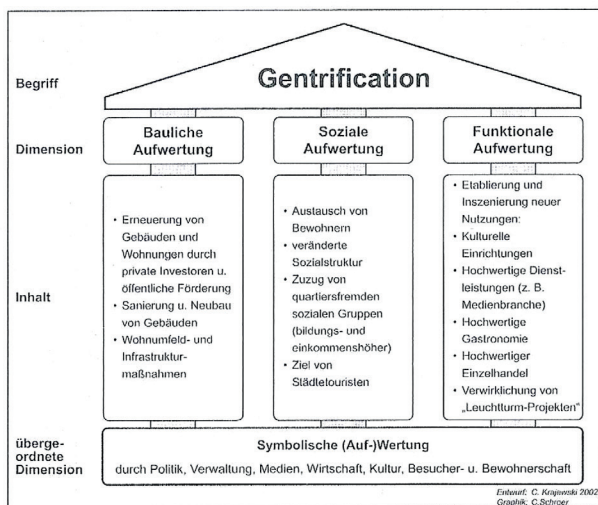 Begriff
Gentrification
Dimension
Bauliche
Aufwertung
Soziale
Aufwertung
Funktionale
Aufwertung
Inhalt
• Erneuerung von
Gebäuden und
Wohnungen durch
private Investoren u.
öffentliche Förderung
• Sanierung u. Neubau
von Gebäuden
• Wohnumfeld- und
Infrastruktur-
maßnahmen
• Austausch von
Bewohnern
• veränderte
Sozialstruktur
• Zuzug von
quartiersfremden
sozialen Gruppen
(bildungs- und
einkommenshöher)
• Ziel von
Städtetouristen
• Etablierung und
Inszenierung neuer
Nutzungen:
• Kulturelle
Einrichtungen
• Hochwertige Dienst-
leistungen (z. B.
Medienbranche)
• Hochwertige
Gastronomie
• Hochwertiger
Einzelhandel
• Verwirklichung von
„Leuchtturm-Projekten"
überge-
ordnete
Dimension
Symbolische (Auf-)Wertung
durch Politik, Verwaltung, Medien, Wirtschaft, Kultur, Besucher- u. Bewohnerschaft
Entwurf: C. Krajewski 2002
Graphik: C.Schroer